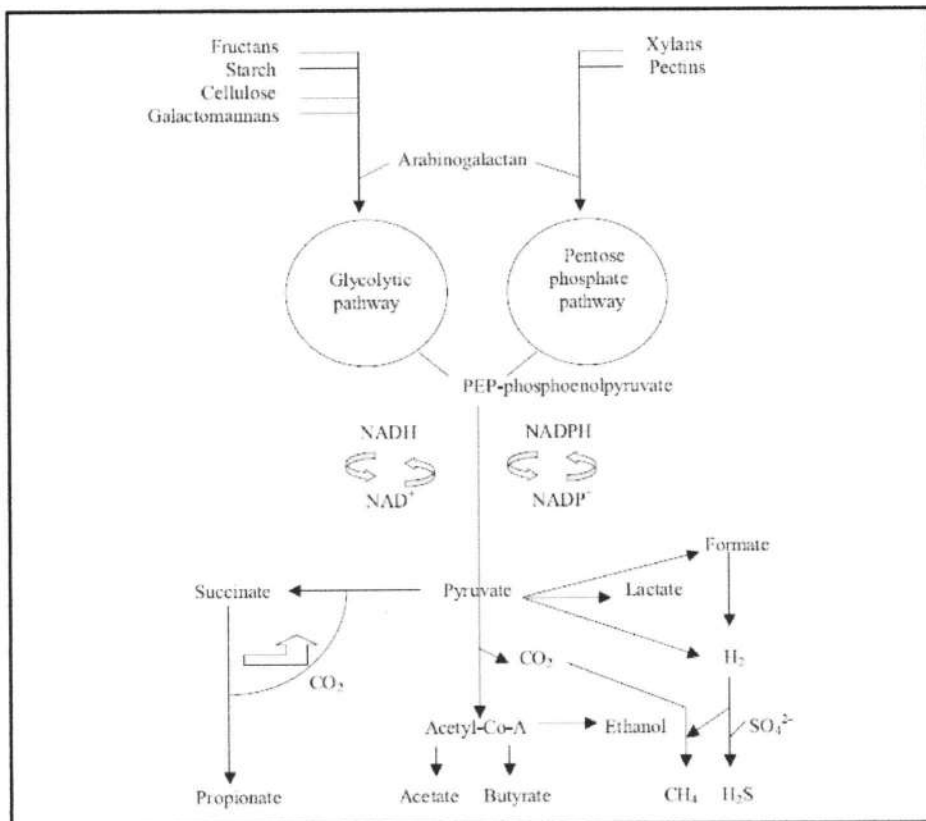 Fructans
Starch
Cellulose
Galactomannans
Xylans
Pectins
Arabinogalactan
Glycolytic
pathway
Pentose
phosphate
pathway
PEP-phosphoenolpyruvate
NADH
NAD⁺
NADPH
NADP⁻
Formate
Succinate
Pyruvate
Lactate
CO₂
CO₂
H₂
Acetyl-Co-A
Ethanol
SO₄²⁻
Propionate
Acetate
Butyrate
CH₄
H₂S